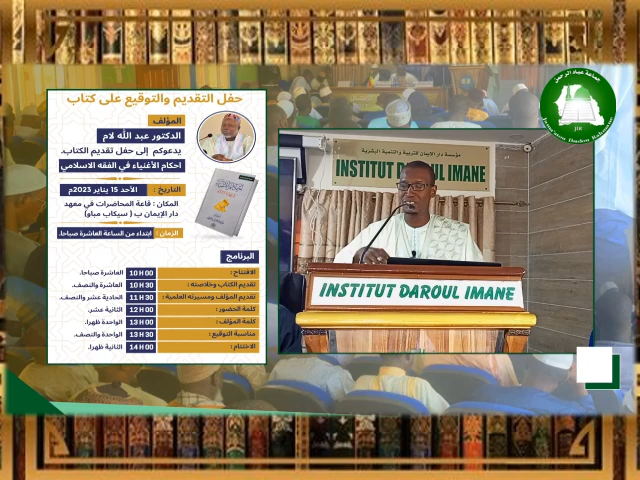 حفل التقديم والتوقيع على كتاب
المؤلف
الدكتور عبد الله لام
يدعوكم إلى حفل تقديم الكتاب.
احكام الأغنياء في الفقه الاسلامي
التاريخ : الأحد 15 يناير 2023م
المكان : قاعة المحاضرات في معهد
دار الإيمان ب ( سيكاب مباو)
الزمان : ابتداء من الساعة العاشرة صباحا.
البرنامج
الافتتاح : 10 H 00 العاشرة صباحا.
تقديم الكتاب وخلاصته : 10 H 30 العاشرة والنصف.
تقديم المؤلف ومسيرته العلمية : 11 H 30 الحادية عشر والنصف.
كلمة الحضور : 12 H 00 الثانية عشر.
كلمة المؤلف : 13 H 00 الواحدة ظهرا.
مناسبة التوقيع : 13 H 30 الواحدة والنصف.
الاختتام : 14 H 00 الثانية ظهرا.
مؤسسة دار الإيمان للتربية والتنمية البشرية
INSTITUT DAROUL IMANE
INSTITUT DAROUL IMANE
جماعة عباد الرحمن
JIR
Jamaatou Ibadou Rahmane